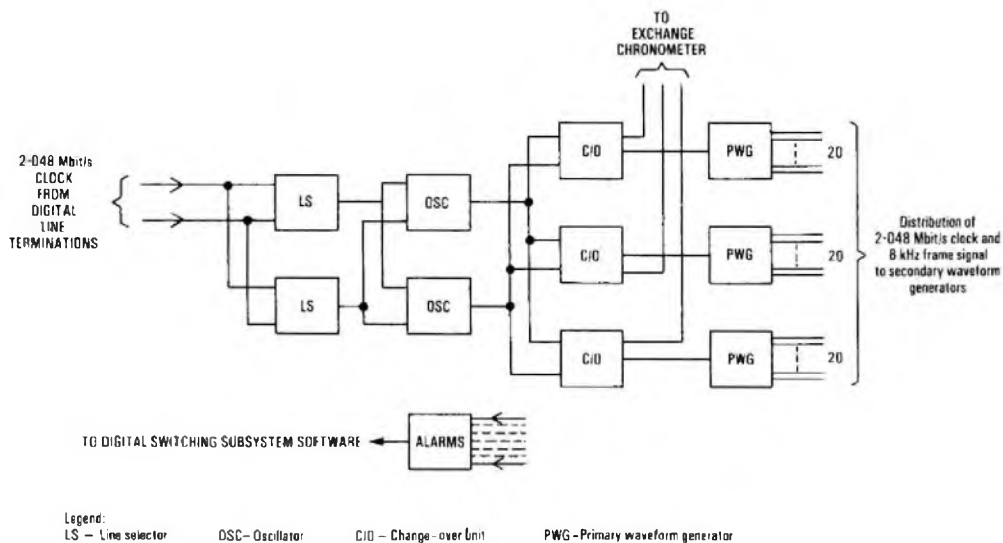 TO
EXCHANGE
CHRONOMETER
2·048 Mbit/s
CLOCK
FROM
DIGITAL
LINE
TERMINATIONS
LS
OSC
C/O
PWG
20
C/O
PWG
20
LS
OSC
C/O
PWG
20
Distribution of
2·048 Mbit/s clock and
8 kHz frame signal
to secondary waveform
generators
TO DIGITAL SWITCHING SUBSYSTEM SOFTWARE
ALARMS
Legend:
LS – Line selector OSC– Oscillator C/O – Change-over Unit PWG – Primary waveform generator